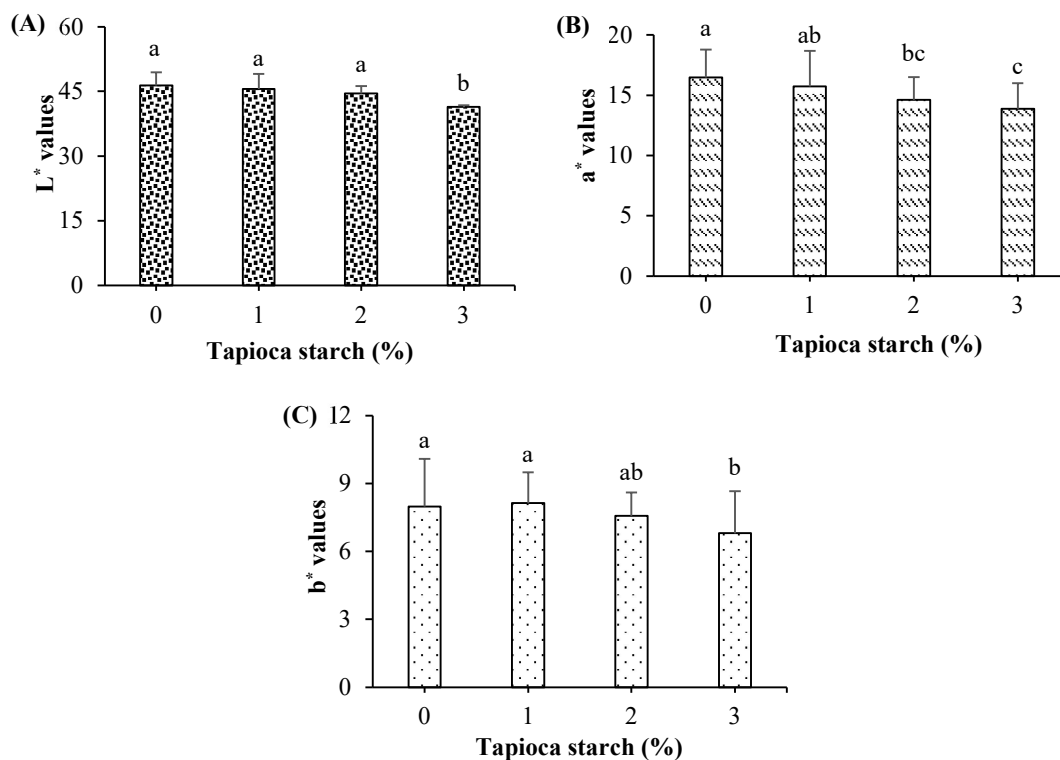 (A)
60
45
30
15
0
L* values
a
a
a
b
0 1 2 3
Tapioca starch (%)
(B)
20
15
10
5
0
a* values
a
ab
bc
c
0 1 2 3
Tapioca starch (%)
(C)
12
9
6
3
0
b* values
a
a
ab
b
0 1 2 3
Tapioca starch (%)